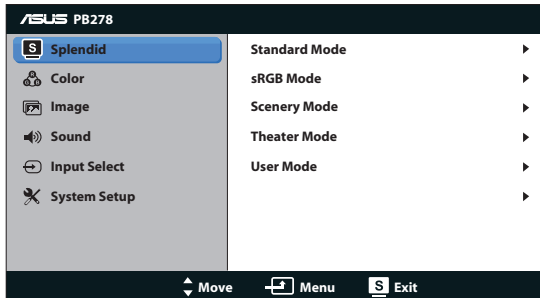 ASUS PB278
S Splendid
Color
Image
Sound
Input Select
System Setup
Standard Mode
sRGB Mode
Scenery Mode
Theater Mode
User Mode
Move Menu S Exit